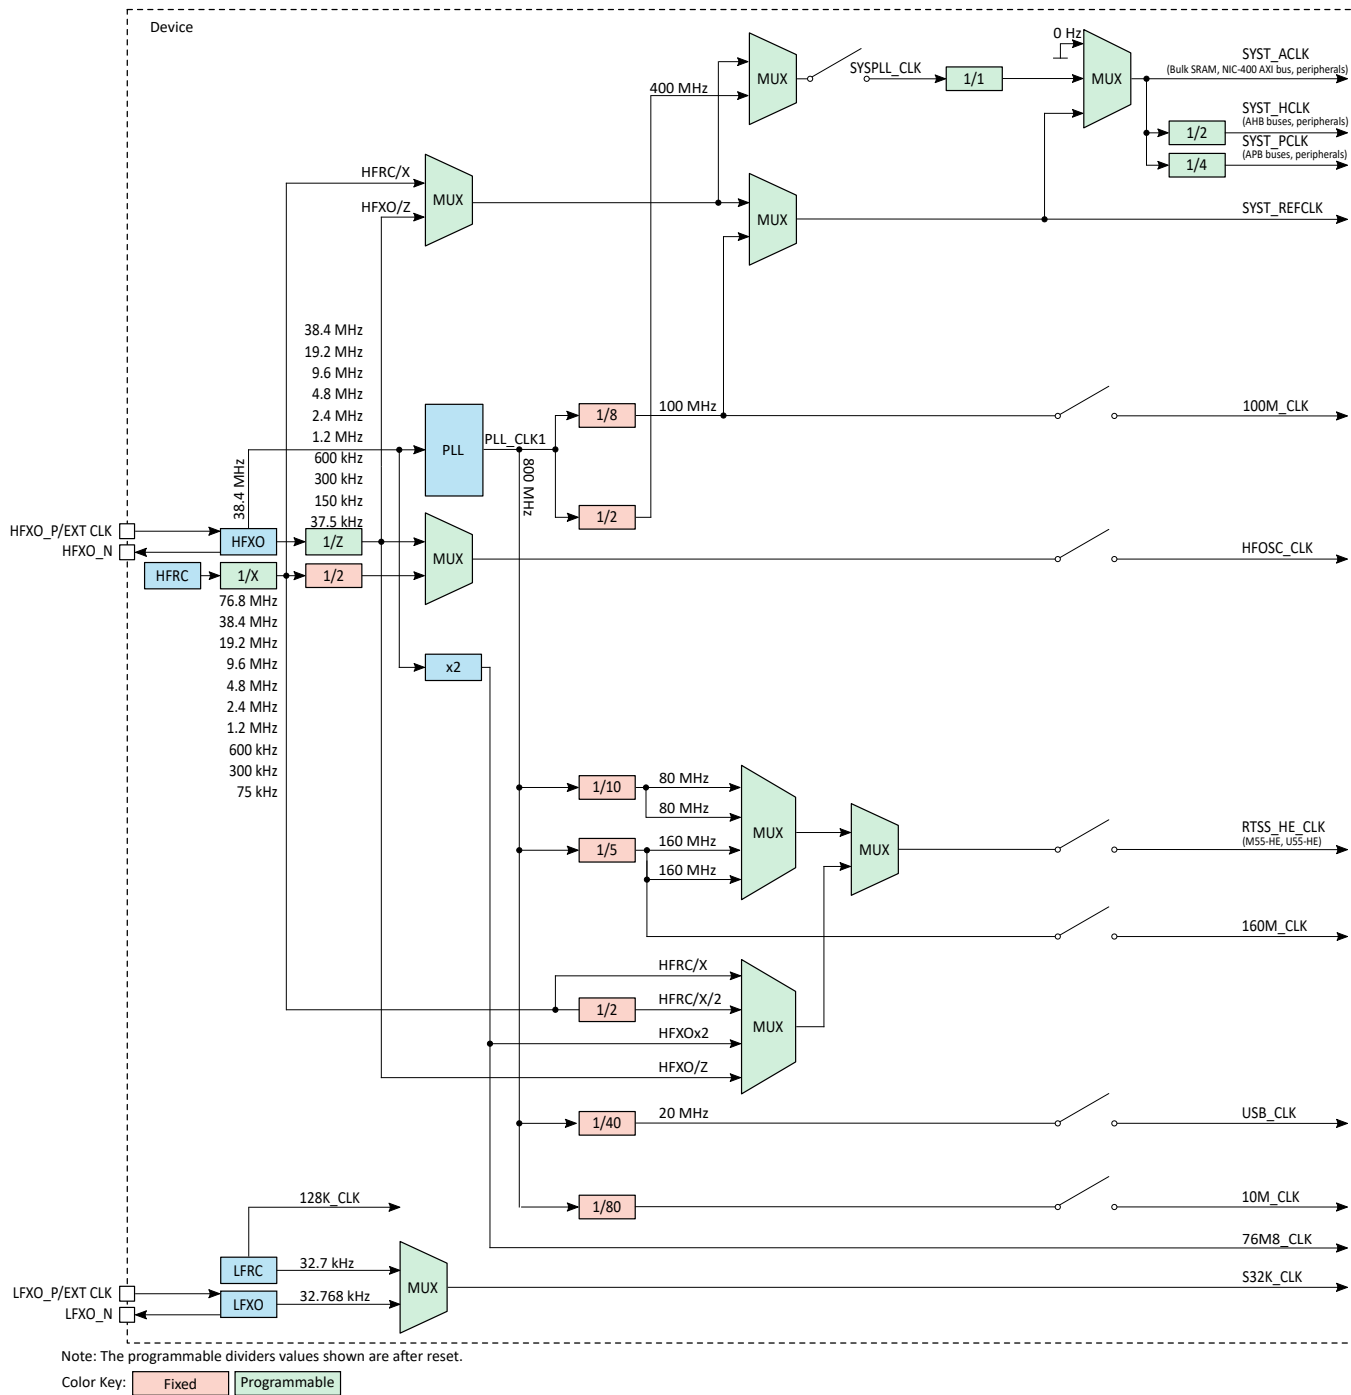 Device
0 Hz
MUX
SYSPLL_CLK
1/1
MUX
SYST_ACLK
(Bulk SRAM, NIC-400 AXI bus, peripherals)
400 MHz
SYST_HCLK
(AHB buses, peripherals)
1/2
SYST_PCLK
(APB buses, peripherals)
1/4
HFRC/X
MUX
HFXO/Z
MUX
SYST_REFCLK
38.4 MHz
19.2 MHz
9.6 MHz
4.8 MHz
2.4 MHz
1.2 MHz
600 kHz
300 kHz
150 kHz
37.5 kHz
38.4 MHz
PLL
PLL_CLK1
800 MHz
1/8
100 MHz
100M_CLK
1/2
HFXO_P/EXT CLK
HFXO_N
HFXO
1/Z
MUX
HFOSC_CLK
HFRC
1/X
1/2
76.8 MHz
38.4 MHz
19.2 MHz
9.6 MHz
4.8 MHz
2.4 MHz
1.2 MHz
600 kHz
300 kHz
75 kHz
x2
1/10
80 MHz
80 MHz
MUX
1/5
160 MHz
160 MHz
MUX
RTSS_HE_CLK
(M55-HE, U55-HE)
160M_CLK
HFRC/X
1/2
HFRC/X/2
MUX
HFXOx2
HFXO/Z
1/40
20 MHz
USB_CLK
128K_CLK
1/80
10M_CLK
76M8_CLK
LFRC
32.7 kHz
MUX
S32K_CLK
LFXO_P/EXT CLK
LFXO_N
LFXO
32.768 kHz
Note: The programmable dividers values shown are after reset.
Color Key: Fixed Programmable